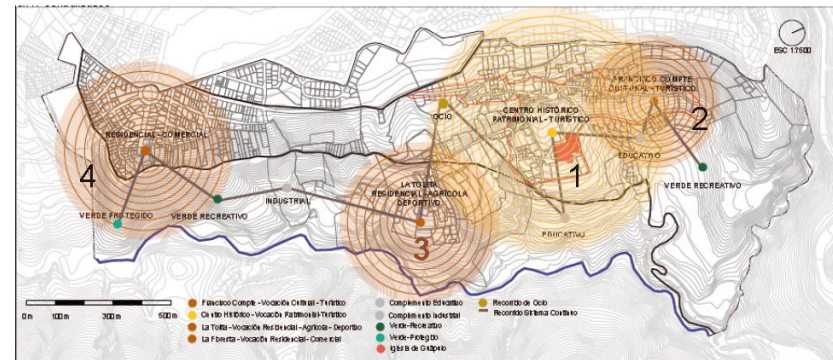 ESC 1:7500
FRANCISCO COMPTE
CULTURAL - TURÍSTICO
2
OCIO
CENTRO HISTÓRICO
PATRIMONIAL - TURÍSTICO
RESIDENCIAL - COMERCIAL
EDUCATIVO
1
4
LA TOLITA
RESIDENCIAL - AGRÍCOLA
DEPORTIVO
VERDE RECREATIVO
INDUSTRIAL
VERDE PROTEGIDO
VERDE RECREATIVO
3
EDUCATIVO
0 100 m 200 m 300 m 500 m
Francisco Compte - Vocación Cultural - Turístico
Centro Histórico - Vocación Patrimonial - Turístico
La Tolita - Vocación Residencial - Agrícola - Deportivo
La Floresta - Vocación Residencial - Comercial
Complemento Educativo
Complemento Industrial
Verde - Recreativo
Verde - Protegido
Iglesia de Guápulo
Recorrido de Ocio
Recorrido Sistema Continuo